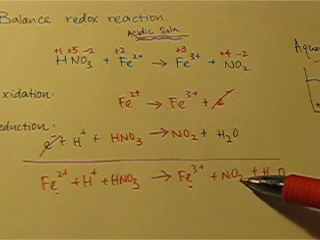 Balance redox reaction.
Acidic Soln
+1 +5 -2 +2 +3 +4 -2
HNO3 + Fe2+ → Fe3+ + NO2
xidation: Fe2+ → Fe3+ + e-
eduction: e- + H+ + HNO3 → NO2 + H2O
Fe2+ + H+ + HNO3 → Fe3+ + NO2 + H2O